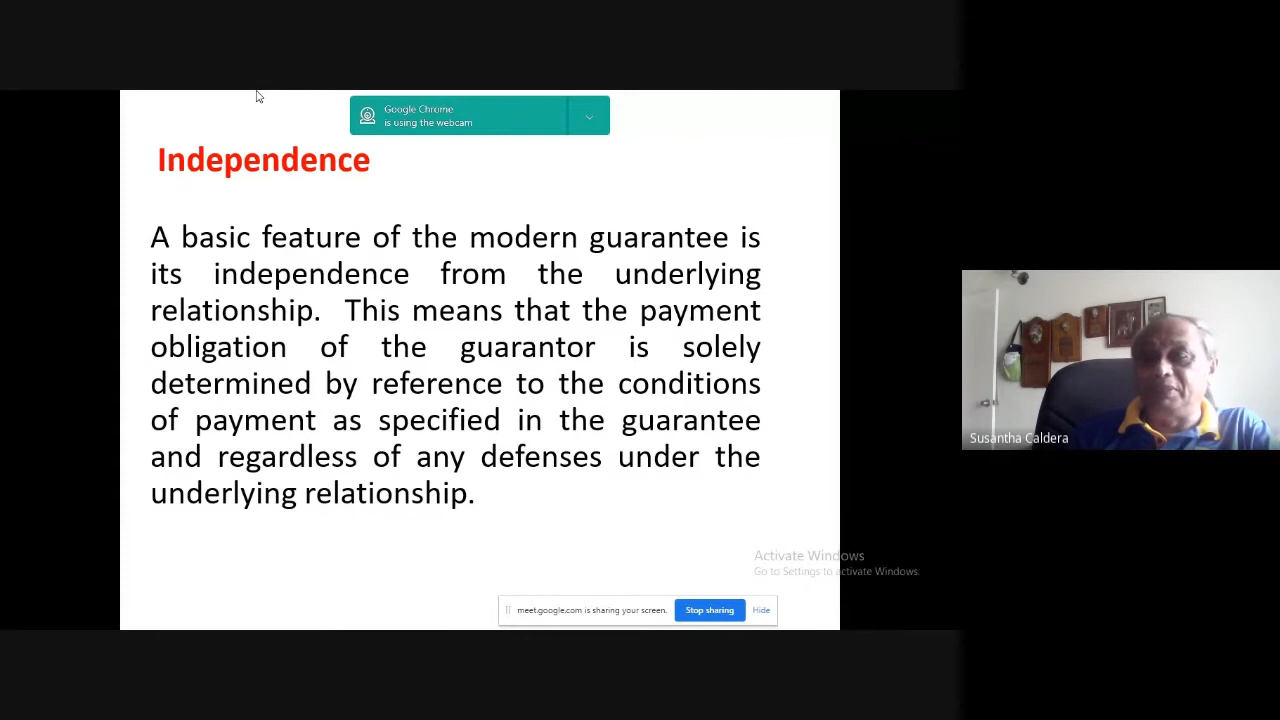 Google Chrome
is using the webcam
Independence
A basic feature of the modern guarantee is
its independence from the underlying
relationship. This means that the payment
obligation of the guarantor is solely
determined by reference to the conditions
of payment as specified in the guarantee
and regardless of any defenses under the
underlying relationship.
Susantha Caldera
Activate Windows
Go to Settings to activate Windows.
meet.google.com is sharing your screen.
Stop sharing
Hide